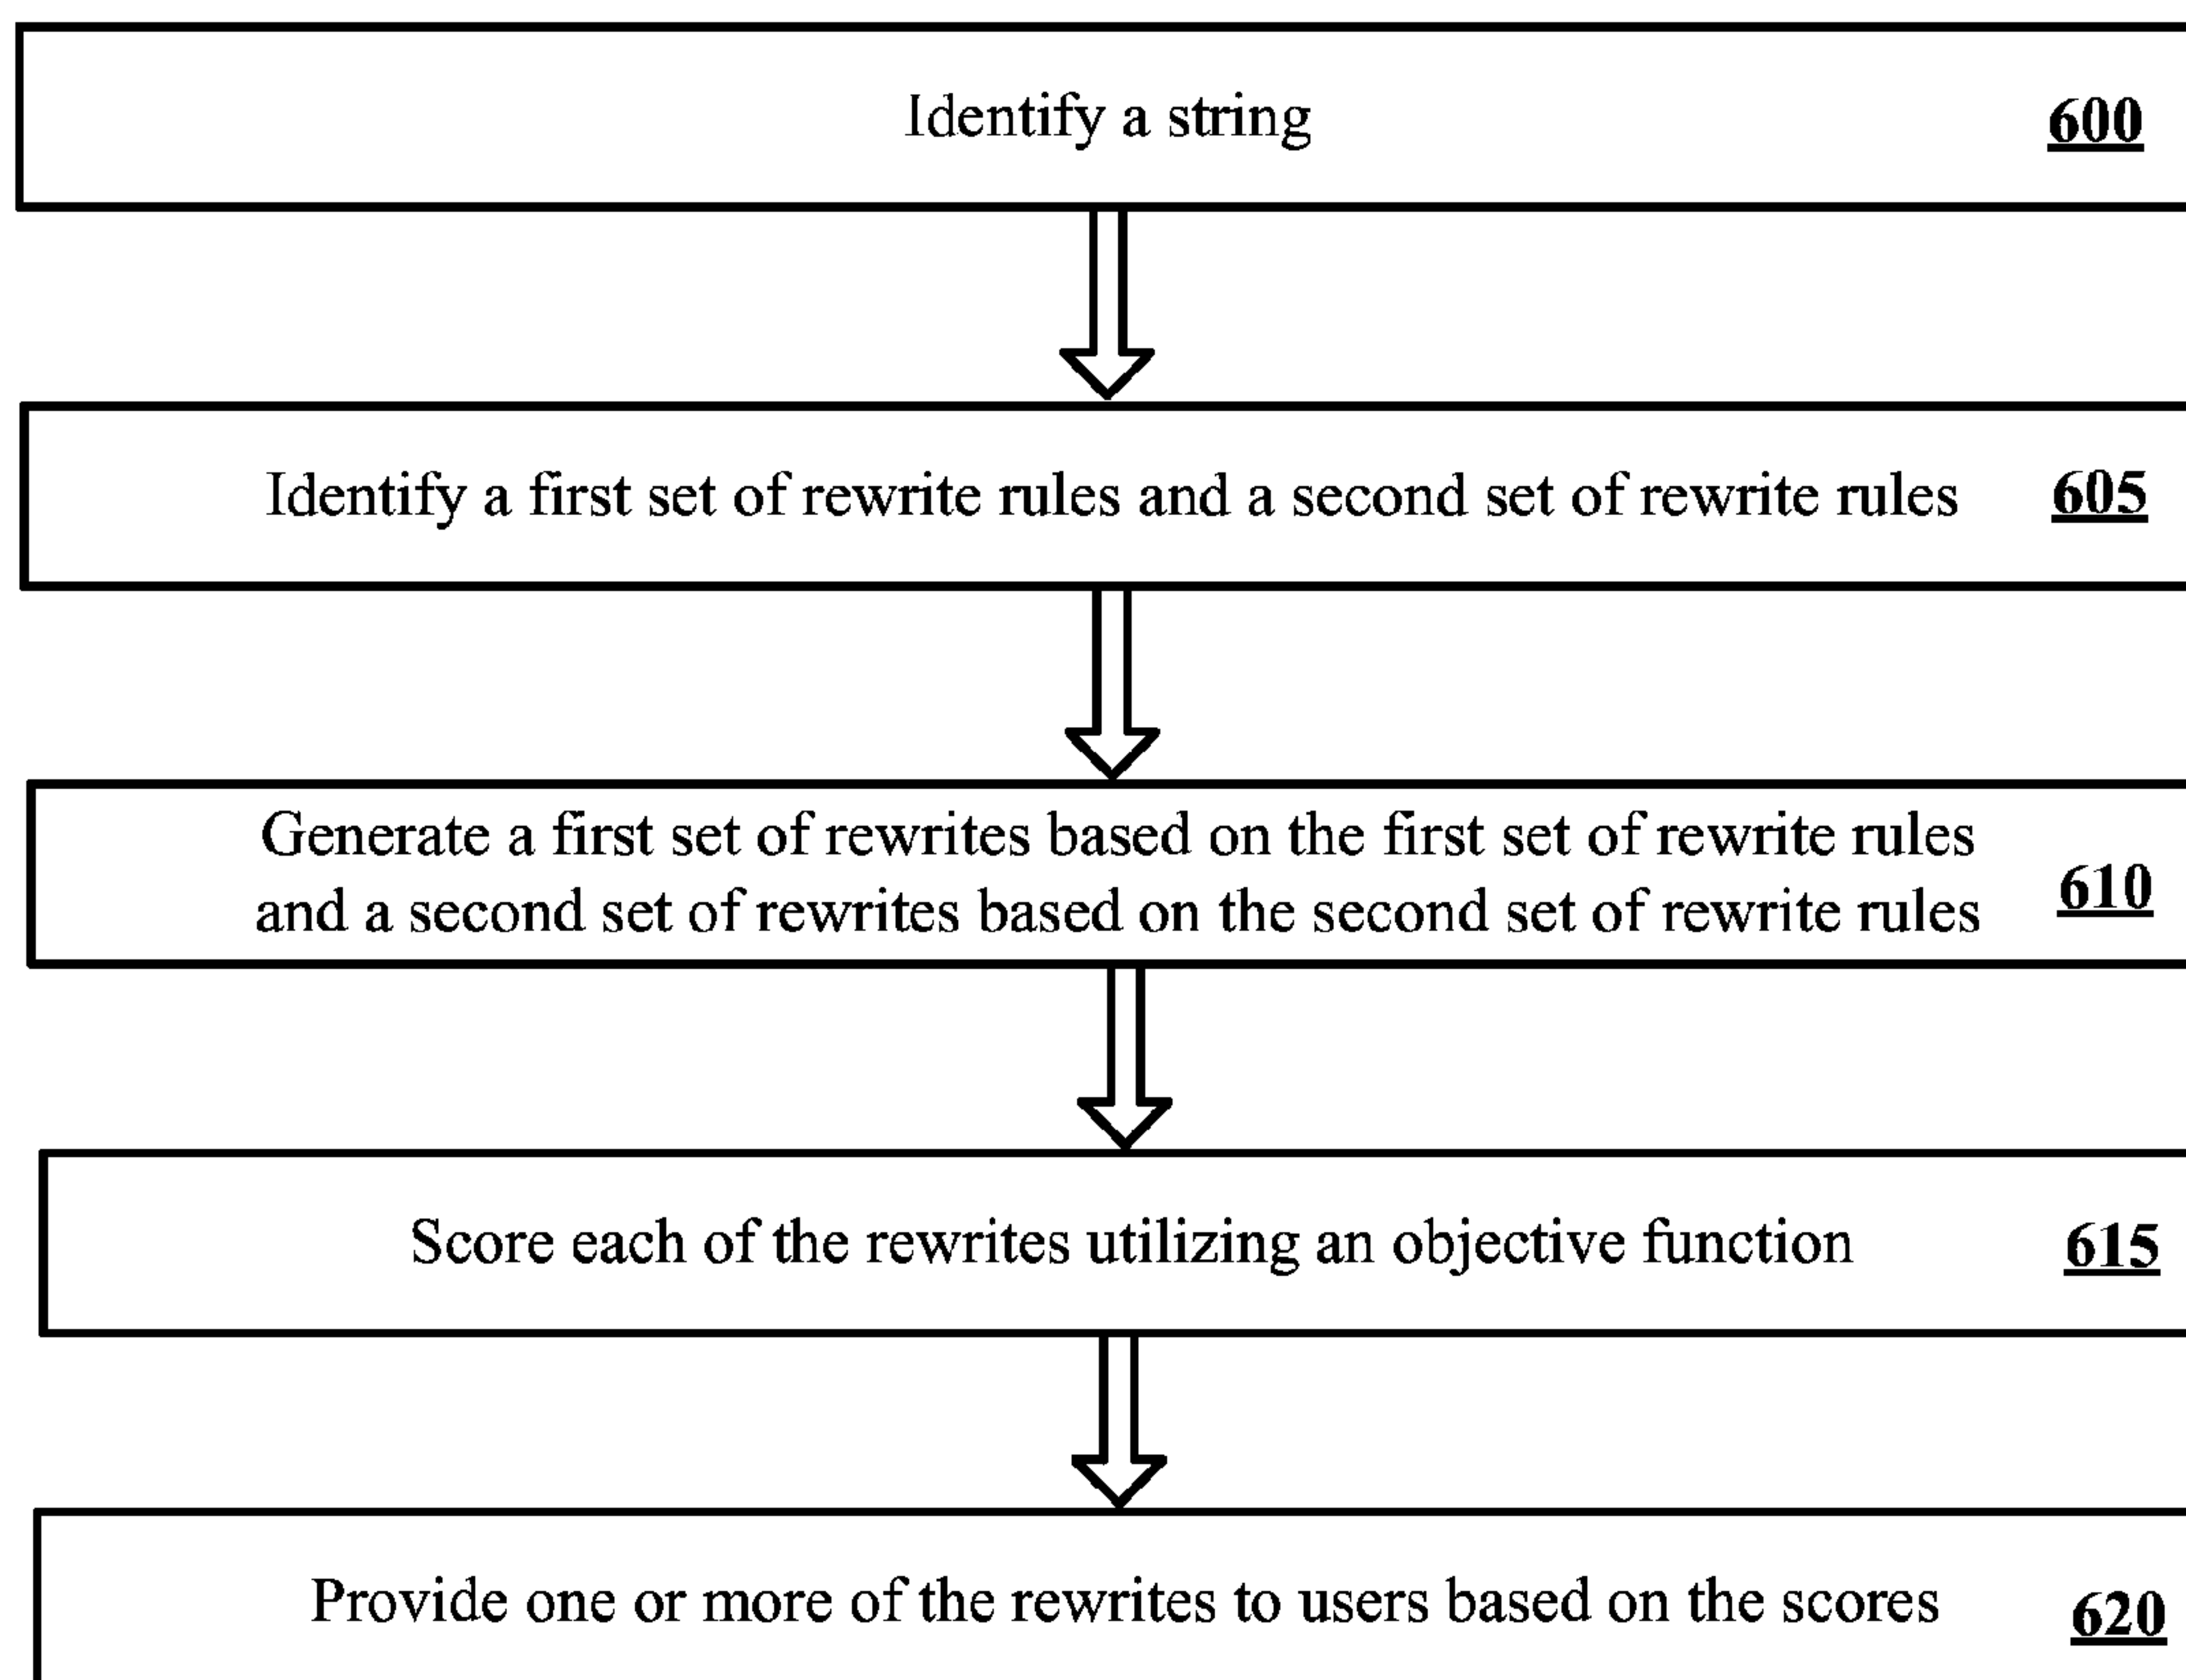 Identify a string 600
Identify a first set of rewrite rules and a second set of rewrite rules 605
Generate a first set of rewrites based on the first set of rewrite rules
and a second set of rewrites based on the second set of rewrite rules 610
Score each of the rewrites utilizing an objective function 615
Provide one or more of the rewrites to users based on the scores 620